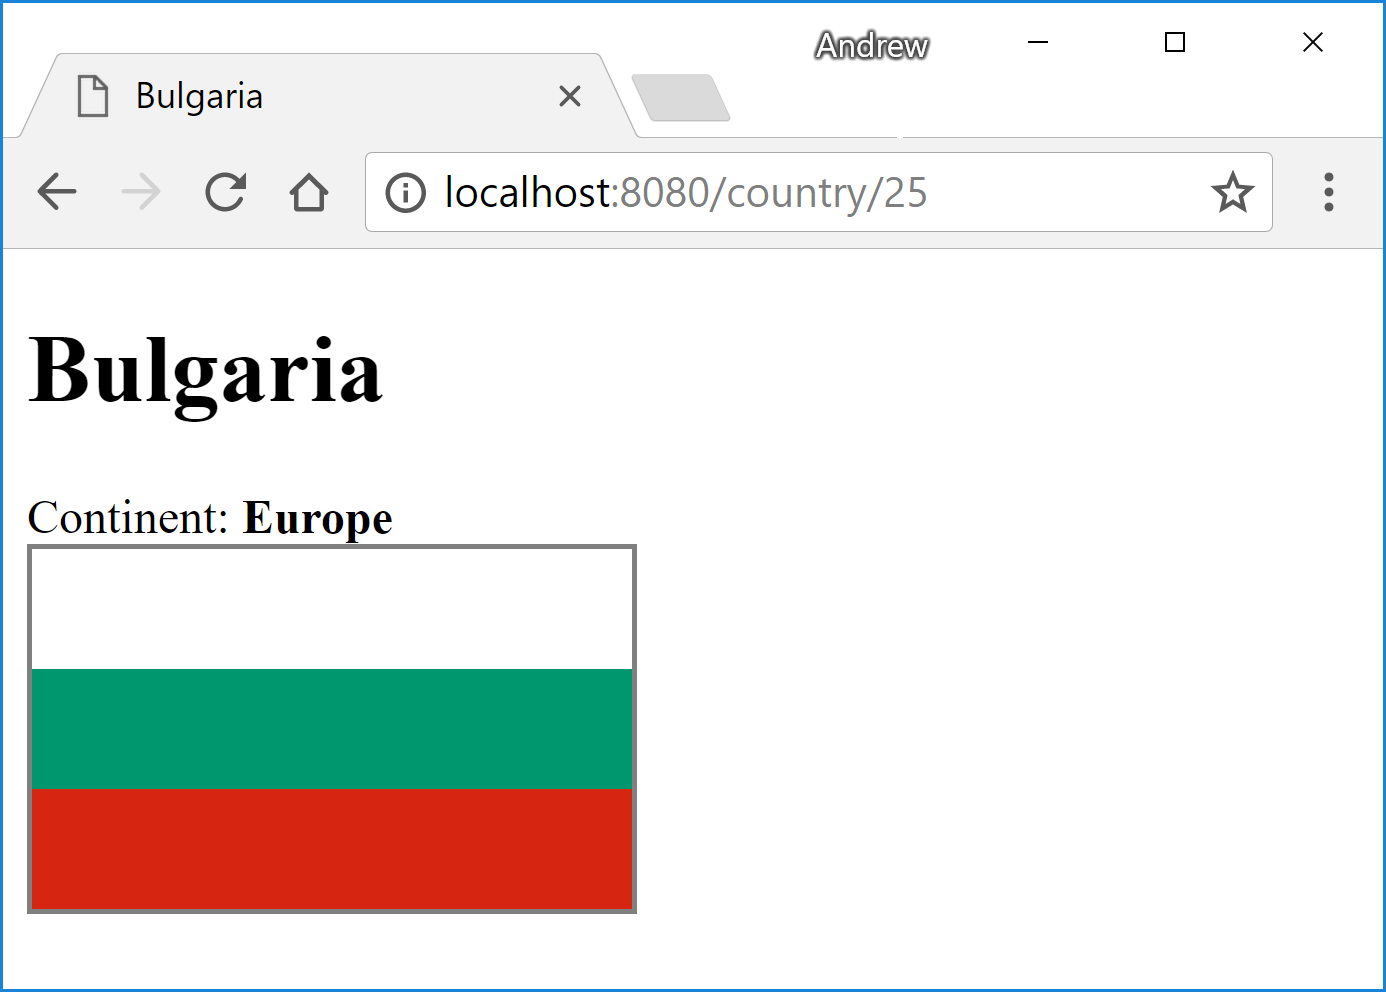 Andrew
Bulgaria
localhost:8080/country/25
Bulgaria
Continent: Europe